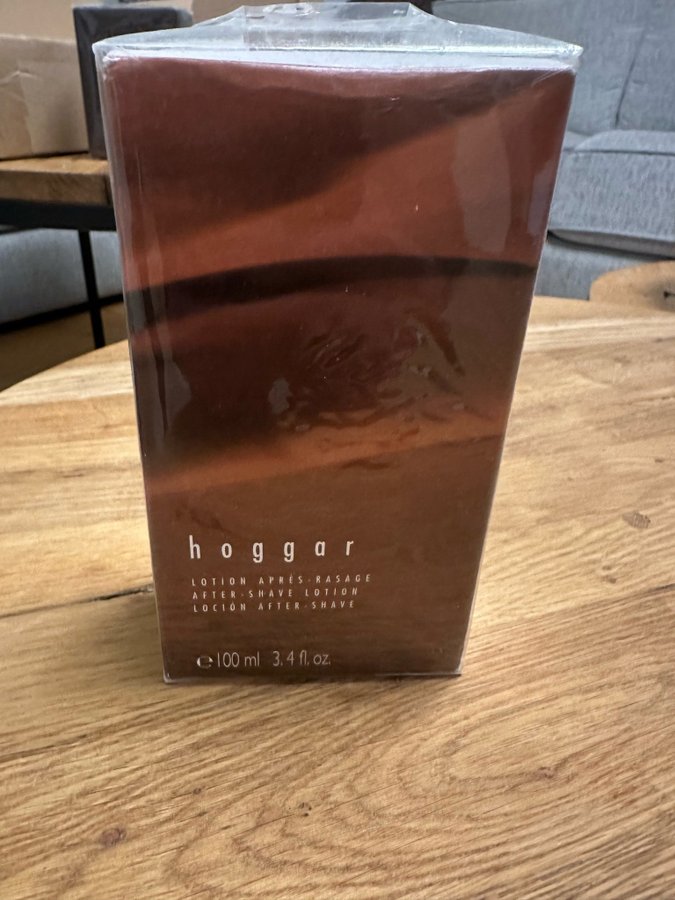 hoggar
LOTION APRÉS-RASAGE
AFTER-SHAVE LOTION
LOCIÓN AFTER-SHAVE
℮100 ml 3.4 fl.oz.